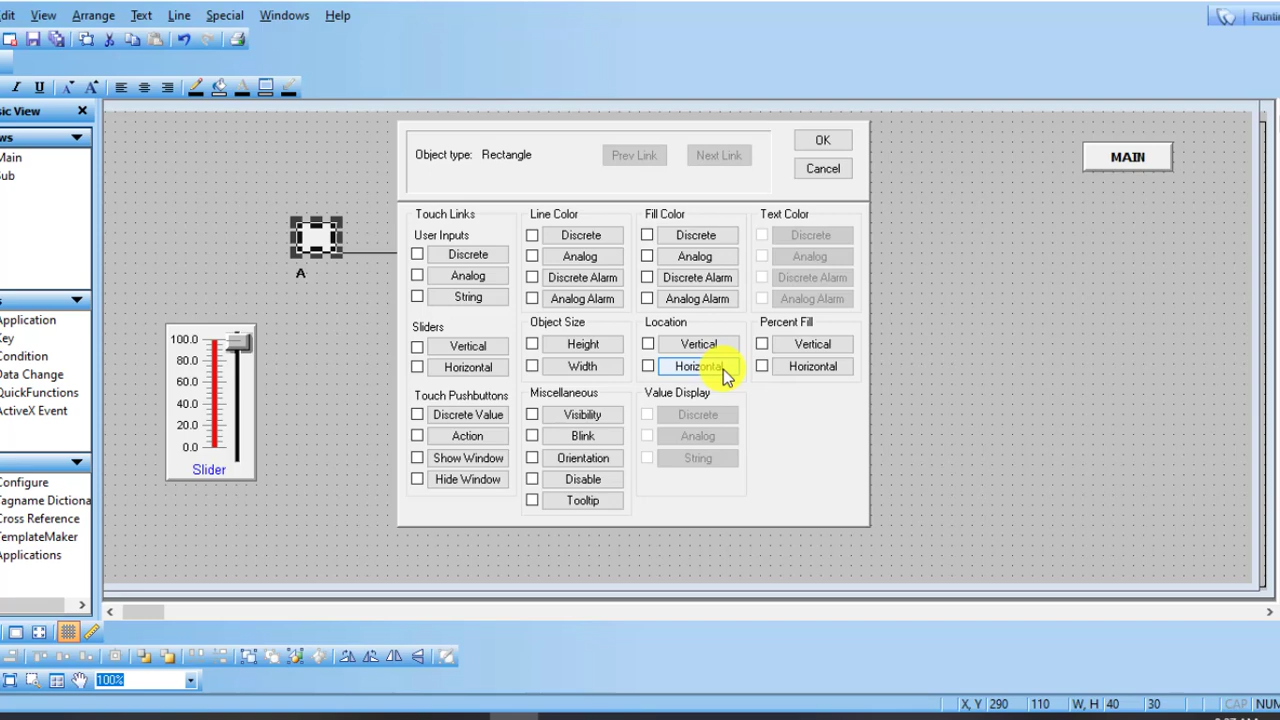 dit View Arrange Text Line Special Windows Help
Runtin
I U A A A
sic View
ws
Main
Sub
s
Application
Key
Condition
Data Change
QuickFunctions
ActiveX Event
Configure
Tagname Dictiona
Cross Reference
TemplateMaker
Applications
A
100.0
80.0
60.0
40.0
20.0
0.0
Slider
MAIN
Object type: Rectangle
Prev Link Next Link
OK
Cancel
Touch Links
User Inputs
Discrete
Analog
String
Sliders
Vertical
Horizontal
Touch Pushbuttons
Discrete Value
Action
Show Window
Hide Window
Line Color
Discrete
Analog
Discrete Alarm
Analog Alarm
Object Size
Height
Width
Miscellaneous
Visibility
Blink
Orientation
Disable
Tooltip
Fill Color
Discrete
Analog
Discrete Alarm
Analog Alarm
Location
Vertical
Horizontal
Value Display
Discrete
Analog
String
Text Color
Discrete
Analog
Discrete Alarm
Analog Alarm
Percent Fill
Vertical
Horizontal
100%
X, Y 290 110 W, H 40 30 CAP NUM